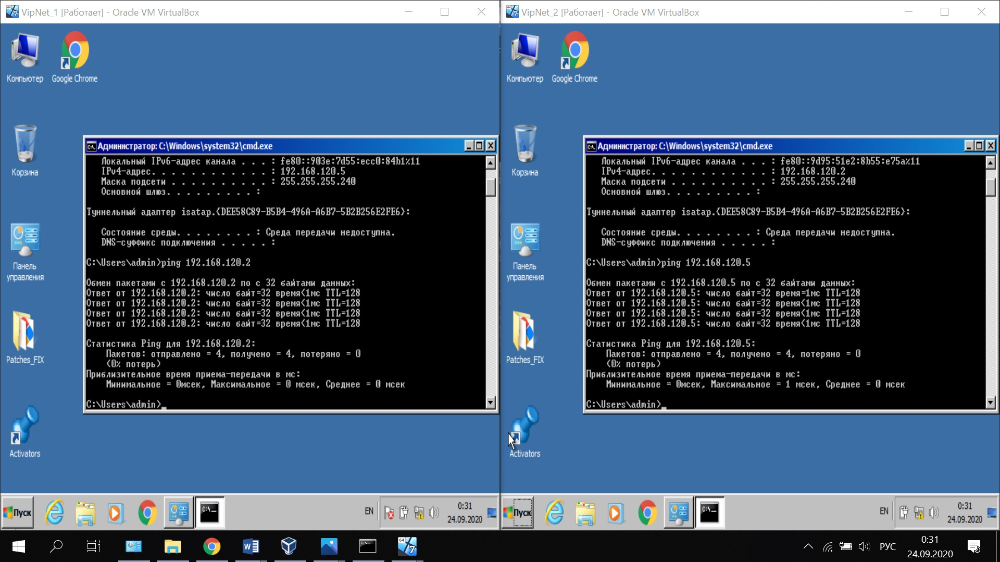 VipNet_1 [Работает] - Oracle VM VirtualBox
Компьютер
Google Chrome
Корзина
Панель
управления
Patches_FIX
Activators
Администратор: C:\Windows\system32\cmd.exe
Локальный IPv6-адрес канала . . . : fe80::903e:7d55:ecc0:84b1%11
IPv4-адрес. . . . . . . . . . . . : 192.168.120.5
Маска подсети . . . . . . . . . . : 255.255.255.240
Основной шлюз. . . . . . . . . :
Туннельный адаптер isatap.{DEE58C89-B5B4-496A-A6B7-5B2B256E2FE6}:
Состояние среды. . . . . . . . : Среда передачи недоступна.
DNS-суффикс подключения . . . . . :
C:\Users\admin>ping 192.168.120.2
Обмен пакетами с 192.168.120.2 по с 32 байтами данных:
Ответ от 192.168.120.2: число байт=32 время<1мс TTL=128
Ответ от 192.168.120.2: число байт=32 время<1мс TTL=128
Ответ от 192.168.120.2: число байт=32 время<1мс TTL=128
Ответ от 192.168.120.2: число байт=32 время<1мс TTL=128
Статистика Ping для 192.168.120.2:
Пакетов: отправлено = 4, получено = 4, потеряно = 0
(0% потерь)
Приблизительное время приема-передачи в мс:
Минимальное = 0мсек, Максимальное = 0 мсек, Среднее = 0 мсек
C:\Users\admin>_
Пуск
EN
0:31
24.09.2020
VipNet_2 [Работает] - Oracle VM VirtualBox
Компьютер
Google Chrome
Корзина
Панель
управления
Patches_FIX
Activators
Администратор: C:\Windows\system32\cmd.exe
Локальный IPv6-адрес канала . . . : fe80::9d95:51e2:8b55:e75a%11
IPv4-адрес. . . . . . . . . . . . : 192.168.120.2
Маска подсети . . . . . . . . . . : 255.255.255.240
Основной шлюз. . . . . . . . . :
Туннельный адаптер isatap.{DEE58C89-B5B4-496A-A6B7-5B2B256E2FE6}:
Состояние среды. . . . . . . . : Среда передачи недоступна.
DNS-суффикс подключения . . . . . :
C:\Users\admin>ping 192.168.120.5
Обмен пакетами с 192.168.120.5 по с 32 байтами данных:
Ответ от 192.168.120.5: число байт=32 время=1мс TTL=128
Ответ от 192.168.120.5: число байт=32 время<1мс TTL=128
Ответ от 192.168.120.5: число байт=32 время<1мс TTL=128
Ответ от 192.168.120.5: число байт=32 время<1мс TTL=128
Статистика Ping для 192.168.120.5:
Пакетов: отправлено = 4, получено = 4, потеряно = 0
(0% потерь)
Приблизительное время приема-передачи в мс:
Минимальное = 0мсек, Максимальное = 1 мсек, Среднее = 0 мсек
C:\Users\admin>_
Пуск
EN
0:31
24.09.2020
РУС
0:31
24.09.2020